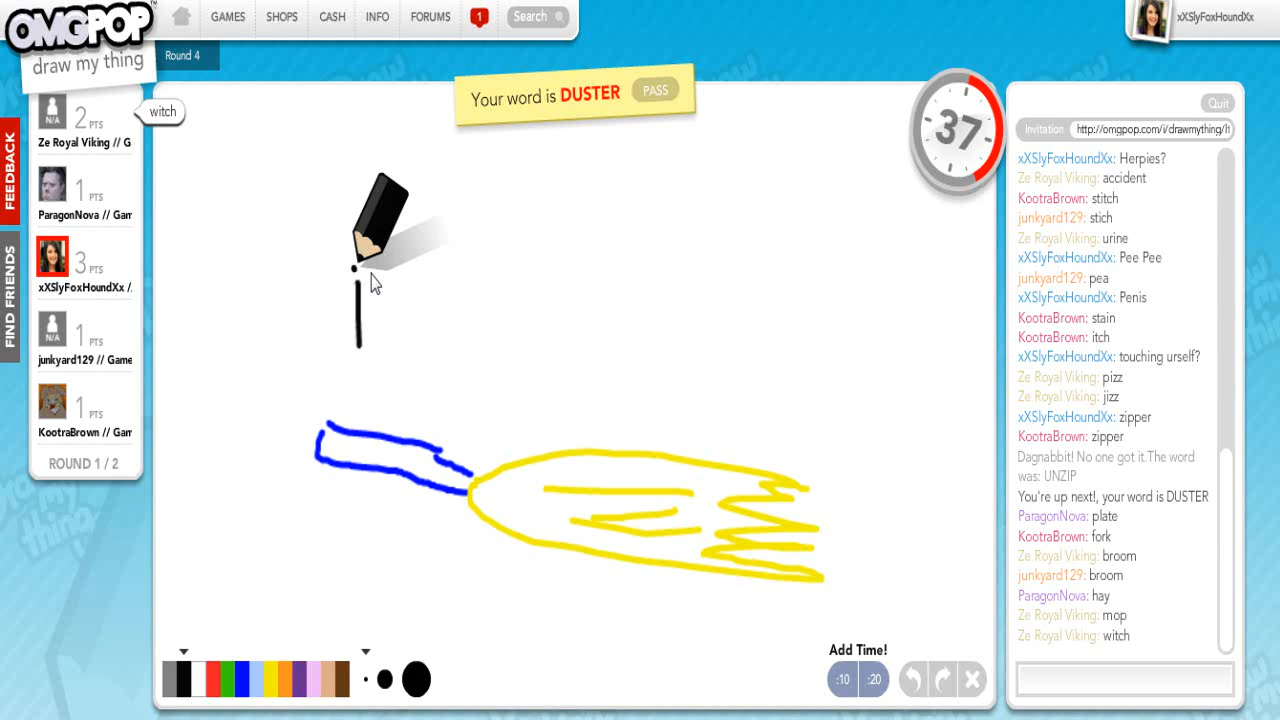 OMGPOP
draw my thing
GAMES
SHOPS
CASH
INFO
FORUMS
1
Search
xXSlyFoxHoundXx
Round 4
Your word is DUSTER
PASS
37
FEEDBACK
FIND FRIENDS
N/A
2 PTS
witch
Ze Royal Viking // G
1 PTS
ParagonNova // Gam
3 PTS
xXSlyFoxHoundXx /
N/A
1 PTS
junkyard129 // Game
1 PTS
KootraBrown // Gam
ROUND 1 / 2
Quit
Invitation
http://omgpop.com/i/drawmything/
xXSlyFoxHoundXx: Herpies?
Ze Royal Viking: accident
KootraBrown: stitch
junkyard129: stich
Ze Royal Viking: urine
xXSlyFoxHoundXx: Pee Pee
junkyard129: pea
xXSlyFoxHoundXx: Penis
KootraBrown: stain
KootraBrown: itch
xXSlyFoxHoundXx: touching urself?
Ze Royal Viking: pizz
Ze Royal Viking: jizz
xXSlyFoxHoundXx: zipper
KootraBrown: zipper
Dagnabbit! No one got it.The word
was: UNZIP
You're up next!, your word is DUSTER
ParagonNova: plate
KootraBrown: fork
Ze Royal Viking: broom
junkyard129: broom
ParagonNova: hay
Ze Royal Viking: mop
Ze Royal Viking: witch
Add Time!
:10
:20